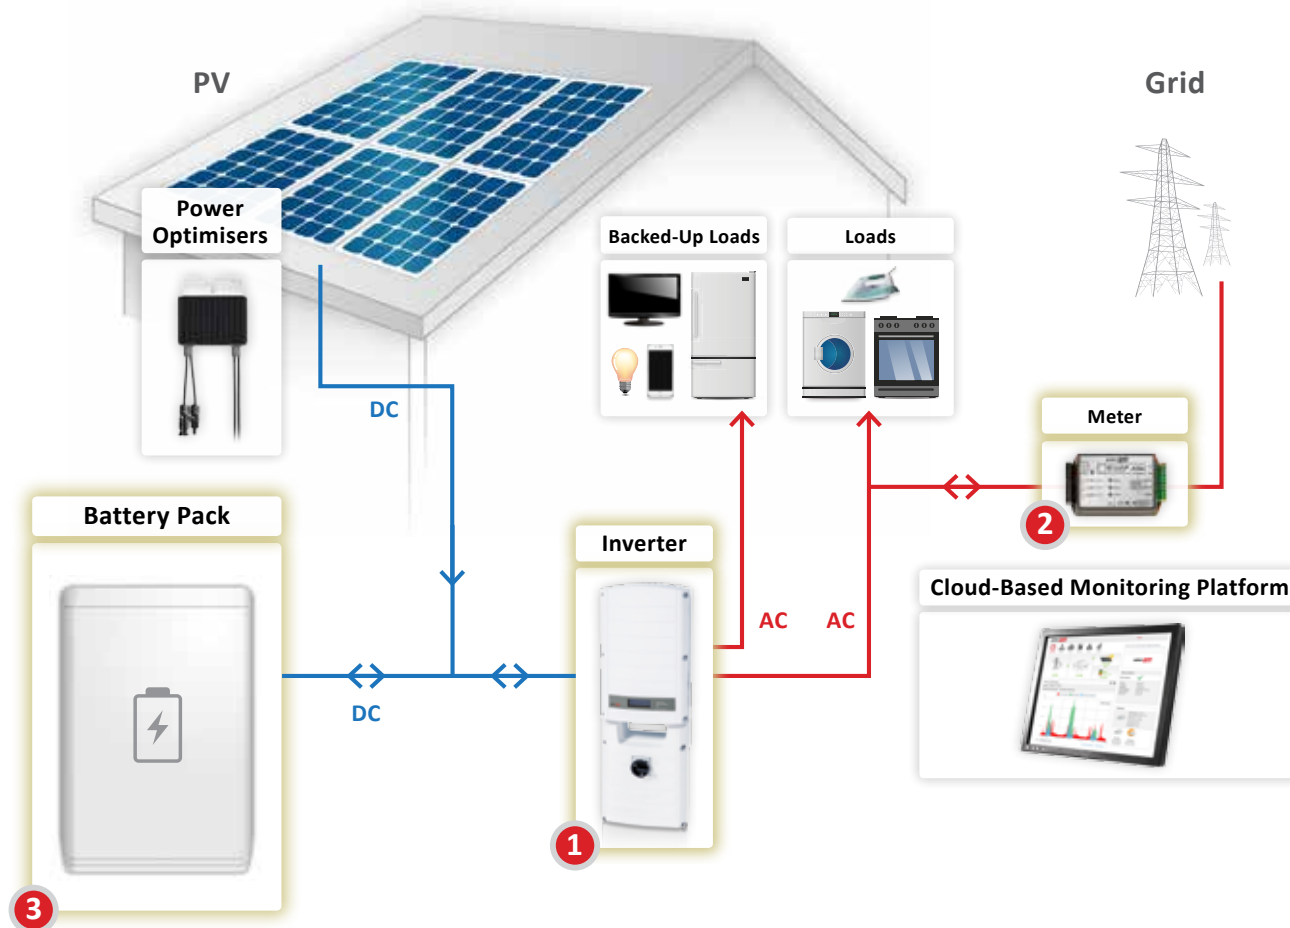 PV
Grid
Power
Optimisers
Backed-Up Loads
Loads
DC
Meter
2
Battery Pack
Inverter
Cloud-Based Monitoring Platform
AC
AC
DC
1
3